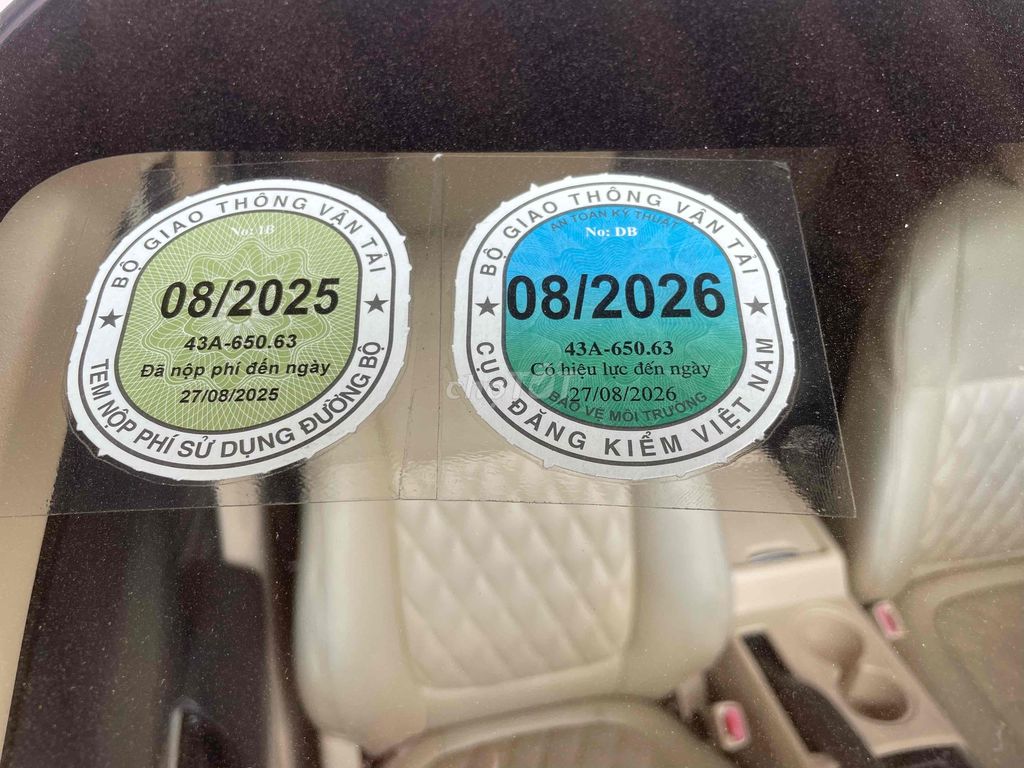 BỘ GIAO THÔNG VẬN TẢI
No: 1B
08/2025
43A-650.63
Đã nộp phí đến ngày
27/08/2025
TEM NỘP PHÍ SỬ DỤNG ĐƯỜNG BỘ
BỘ GIAO THÔNG VẬN TẢI
AN TOÀN KỸ THUẬT
No: DB
08/2026
43A-650.63
Có hiệu lực đến ngày
27/08/2026
BẢO VỆ MÔI TRƯỜNG
CỤC ĐĂNG KIỂM VIỆT NAM